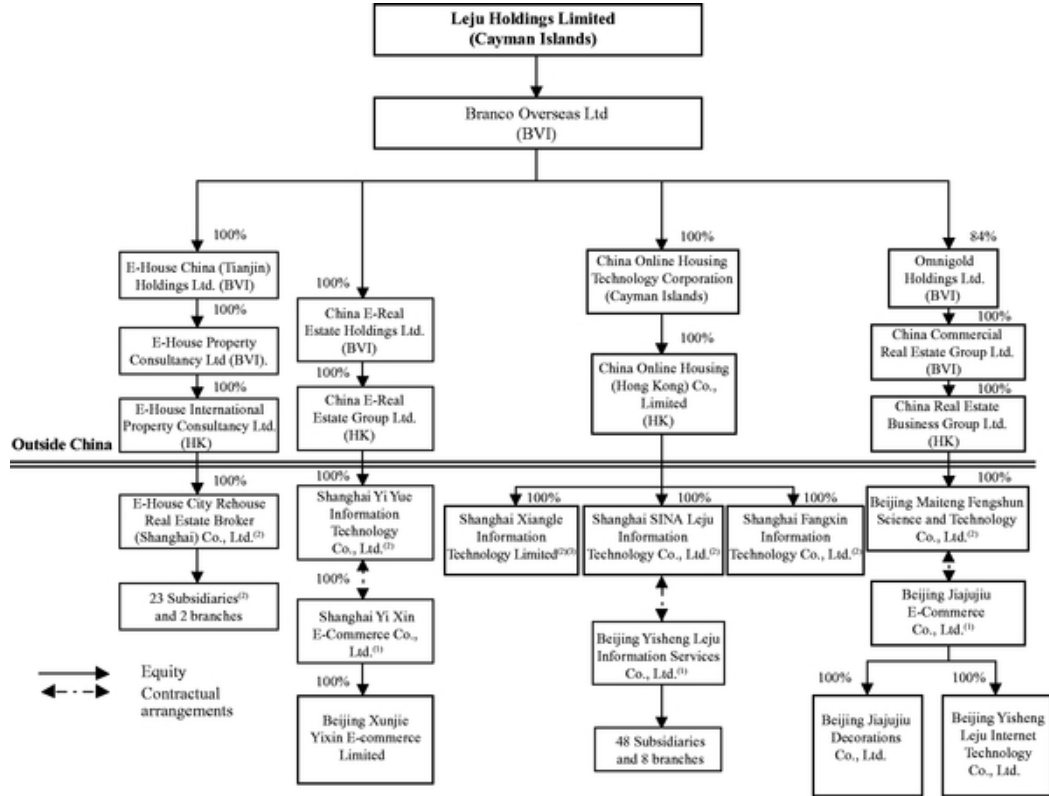 Leju Holdings Limited
(Cayman Islands)
Branco Overseas Ltd
(BVI)
100%
E-House China (Tianjin)
Holdings Ltd. (BVI)
100%
E-House Property
Consultancy Ltd (BVI).
100%
E-House International
Property Consultancy Ltd.
(HK)
100%
China E-Real
Estate Holdings Ltd.
(BVI)
100%
China E-Real
Estate Group Ltd.
(HK)
100%
China Online Housing
Technology Corporation
(Cayman Islands)
100%
China Online Housing
(Hong Kong) Co.,
Limited
(HK)
84%
Omnigold
Holdings Ltd.
(BVI)
100%
China Commercial
Real Estate Group Ltd.
(BVI)
100%
China Real Estate
Business Group Ltd.
(HK)
Outside China
100%
E-House City Rehouse
Real Estate Broker
(Shanghai) Co., Ltd.(2)
23 Subsidiaries(2)
and 2 branches
100%
Shanghai Yi Yue
Information
Technology
Co., Ltd.(2)
100%
Shanghai Yi Xin
E-Commerce Co.,
Ltd.(1)
100%
Beijing Xunjie
Yixin E-commerce
Limited
100%
Shanghai Xiangle
Information
Technology Limited(2)(3)
100%
Shanghai SINA Leju
Information
Technology Co., Ltd.(2)
100%
Shanghai Fangxin
Information
Technology Co., Ltd.(2)
Beijing Yisheng Leju
Information Services
Co., Ltd.(1)
48 Subsidiaries
and 8 branches
100%
Beijing Maiteng Fengshun
Science and Technology
Co., Ltd.(2)
Beijing Jiajujiu
E-Commerce
Co., Ltd.(1)
100%
Beijing Jiajujiu
Decorations
Co., Ltd.
100%
Beijing Yisheng
Leju Internet
Technology
Co., Ltd.
Equity
Contractual
arrangements